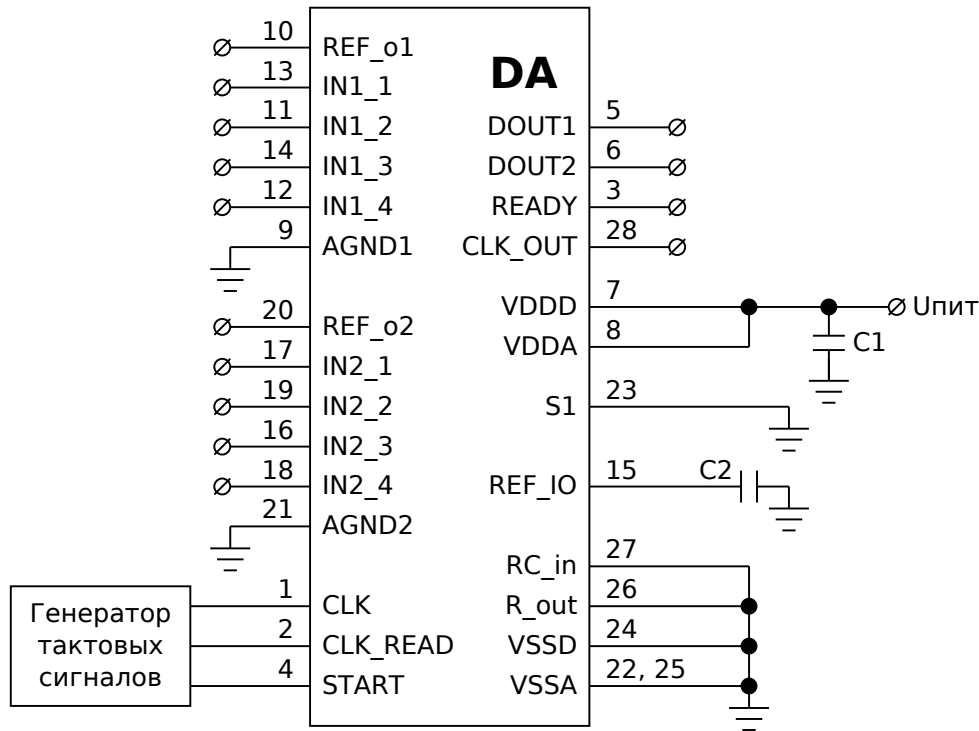 DA
10 REF_o1
13 IN1_1
11 IN1_2
14 IN1_3
12 IN1_4
9 AGND1
20 REF_o2
17 IN2_1
19 IN2_2
16 IN2_3
18 IN2_4
21 AGND2
Генератор
тактовых
сигналов
1 CLK
2 CLK_READ
4 START
DOUT1 5
DOUT2 6
READY 3
CLK_OUT 28
VDDD 7 Uпит
VDDA 8 C1
S1 23
REF_IO 15 C2
RC_in 27
R_out 26
VSSD 24
VSSA 22, 25